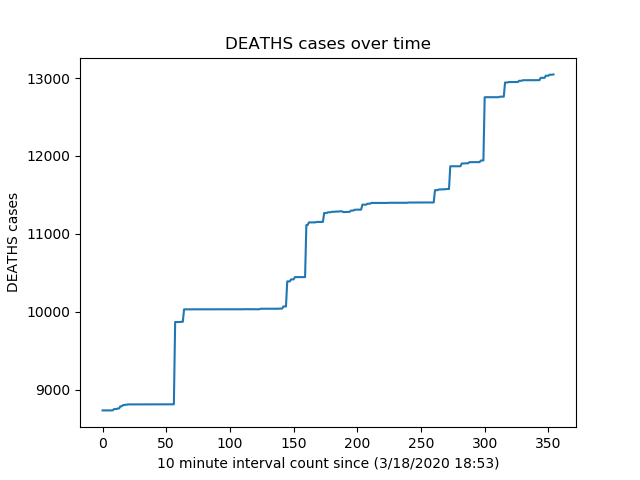 DEATHS cases over time
DEATHS cases
13000
12000
11000
10000
9000
0 50 100 150 200 250 300 350
10 minute interval count since (3/18/2020 18:53)